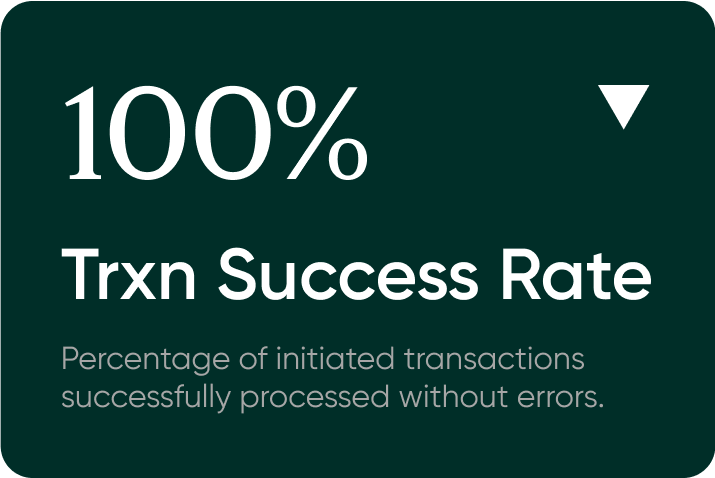 100%
Trxn Success Rate
Percentage of initiated transactions
successfully processed without errors.